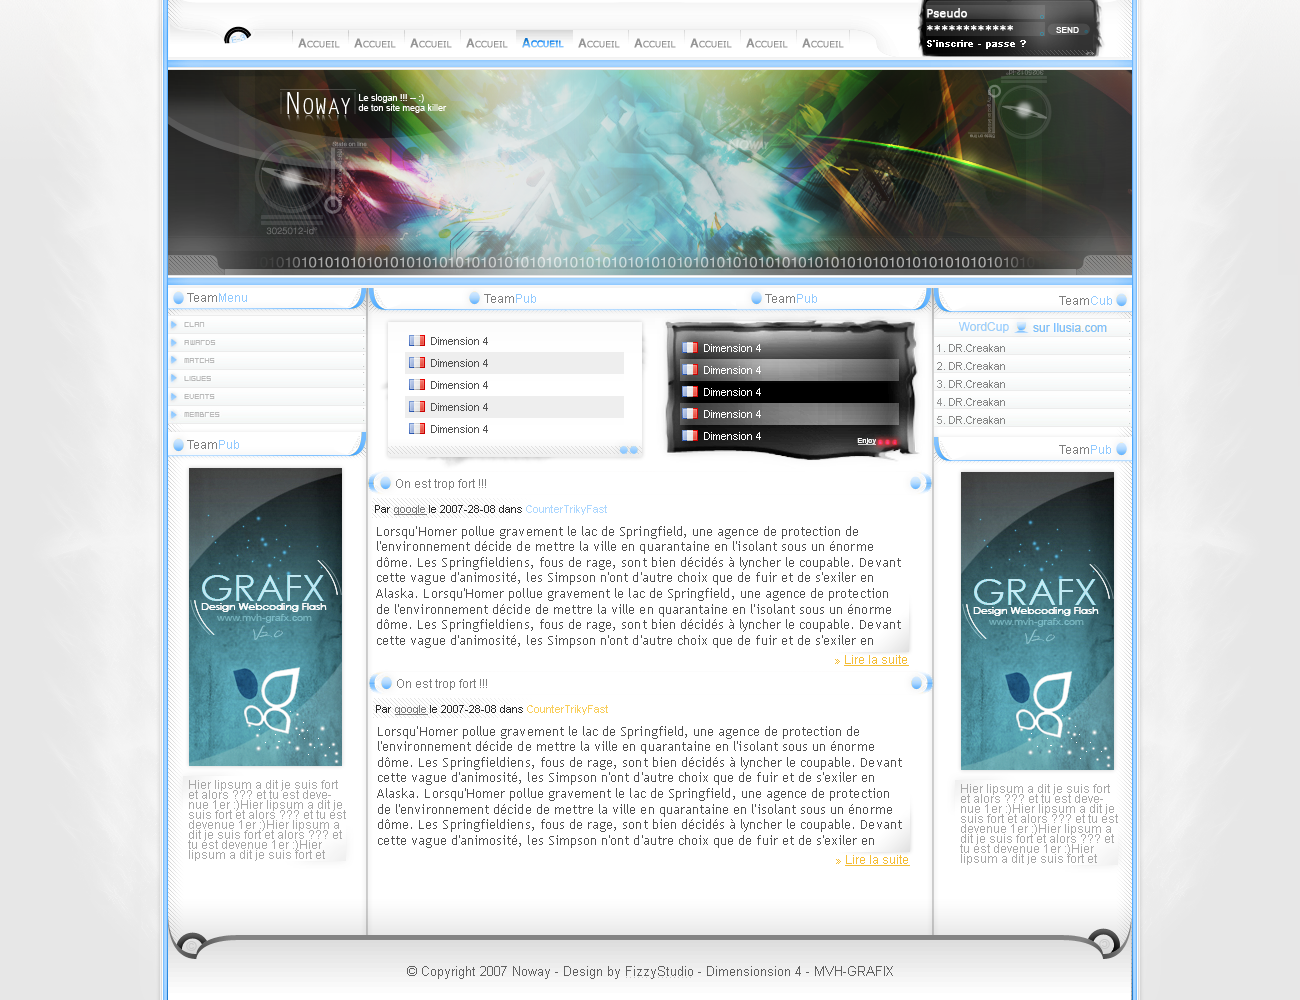 Accueil Accueil Accueil Accueil Accueil Accueil Accueil Accueil Accueil Accueil
Pseudo
************
SEND
S'inscrire - passe ?
Noway
Le slogan !!! -- :)
de ton site mega killer
Noway
3025012-id"
01010101010101010101010101010101010101010101010101010101010101010101010101010101010101010
TeamMenu
CLAN
AWARDS
MATCHS
LIGUES
EVENTS
MEMBRES
TeamPub
GRAFX
Design Webcoding Flash
www.mvh-grafx.com
V2.0
Hier lipsum a dit je suis fort
et alors ??? et tu est deve-
nue 1er :)Hier lipsum a dit je
suis fort et alors ??? et tu est
devenue 1er :)Hier lipsum a
dit je suis fort et alors ??? et
tu est devenue 1er :)Hier
lipsum a dit je suis fort et
TeamPub
Dimension 4
Dimension 4
Dimension 4
Dimension 4
Dimension 4
TeamPub
Dimension 4
Dimension 4
Dimension 4
Dimension 4
Dimension 4
Enjoy
On est trop fort !!!
Par google le 2007-28-08 dans CounterTrikyFast
Lorsqu'Homer pollue gravement le lac de Springfield, une agence de protection de
l'environnement décide de mettre la ville en quarantaine en l'isolant sous un énorme
dôme. Les Springfieldiens, fous de rage, sont bien décidés à lyncher le coupable. Devant
cette vague d'animosité, les Simpson n'ont d'autre choix que de fuir et de s'exiler en
Alaska. Lorsqu'Homer pollue gravement le lac de Springfield, une agence de protection
de l'environnement décide de mettre la ville en quarantaine en l'isolant sous un énorme
dôme. Les Springfieldiens, fous de rage, sont bien décidés à lyncher le coupable. Devant
cette vague d'animosité, les Simpson n'ont d'autre choix que de fuir et de s'exiler en
» Lire la suite
On est trop fort !!!
Par google le 2007-28-08 dans CounterTrikyFast
Lorsqu'Homer pollue gravement le lac de Springfield, une agence de protection de
l'environnement décide de mettre la ville en quarantaine en l'isolant sous un énorme
dôme. Les Springfieldiens, fous de rage, sont bien décidés à lyncher le coupable. Devant
cette vague d'animosité, les Simpson n'ont d'autre choix que de fuir et de s'exiler en
Alaska. Lorsqu'Homer pollue gravement le lac de Springfield, une agence de protection
de l'environnement décide de mettre la ville en quarantaine en l'isolant sous un énorme
dôme. Les Springfieldiens, fous de rage, sont bien décidés à lyncher le coupable. Devant
cette vague d'animosité, les Simpson n'ont d'autre choix que de fuir et de s'exiler en
» Lire la suite
TeamCub
WordCup sur Ilusia.com
1. DR.Creakan
2. DR.Creakan
3. DR.Creakan
4. DR.Creakan
5. DR.Creakan
TeamPub
GRAFX
Design Webcoding Flash
www.mvh-grafx.com
V2.0
Hier lipsum a dit je suis fort
et alors ??? et tu est deve-
nue 1er :)Hier lipsum a dit je
suis fort et alors ??? et tu est
devenue 1er :)Hier lipsum a
dit je suis fort et alors ??? et
tu est devenue 1er :)Hier
lipsum a dit je suis fort et
© Copyright 2007 Noway - Design by FizzyStudio - Dimensionsion 4 - MVH-GRAFIX